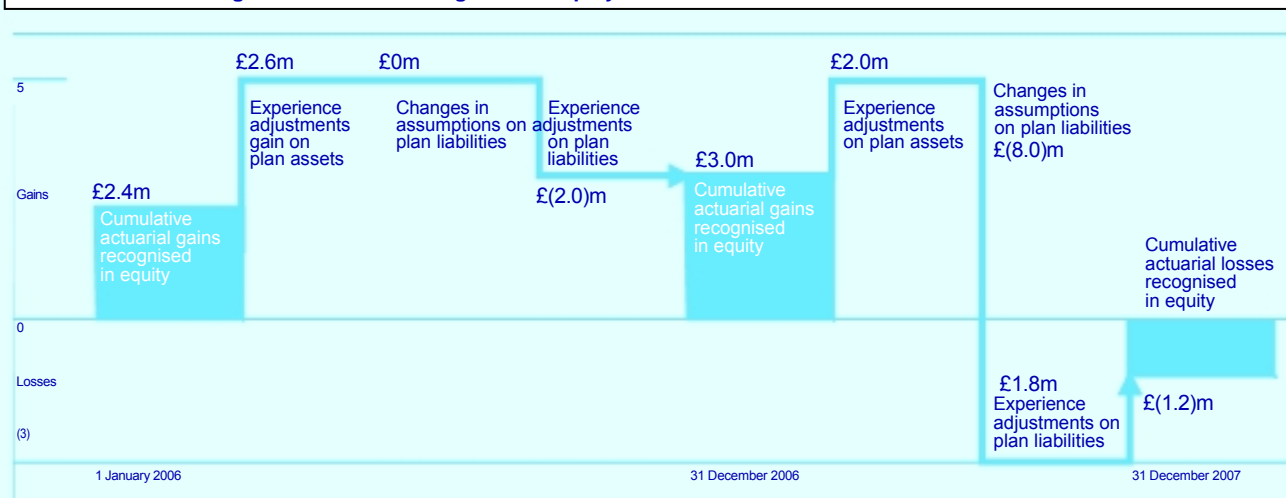 £2.6m
£0m
£2.0m
5
Experience
adjustments
gain on
plan assets
Changes in
assumptions on
plan liabilities
Experience
adjustments
on plan
liabilities
£(2.0)m
Experience
adjustments
on plan assets
Changes in
assumptions
on plan liabilities
£(8.0)m
Gains
£2.4m
Cumulative
actuarial gains
recognised
in equity
£3.0m
Cumulative
actuarial gains
recognised
in equity
Cumulative
actuarial losses
recognised
in equity
0
Losses
(3)
£1.8m
Experience
adjustments on
plan liabilities
£(1.2)m
1 January 2006
31 December 2006
31 December 2007